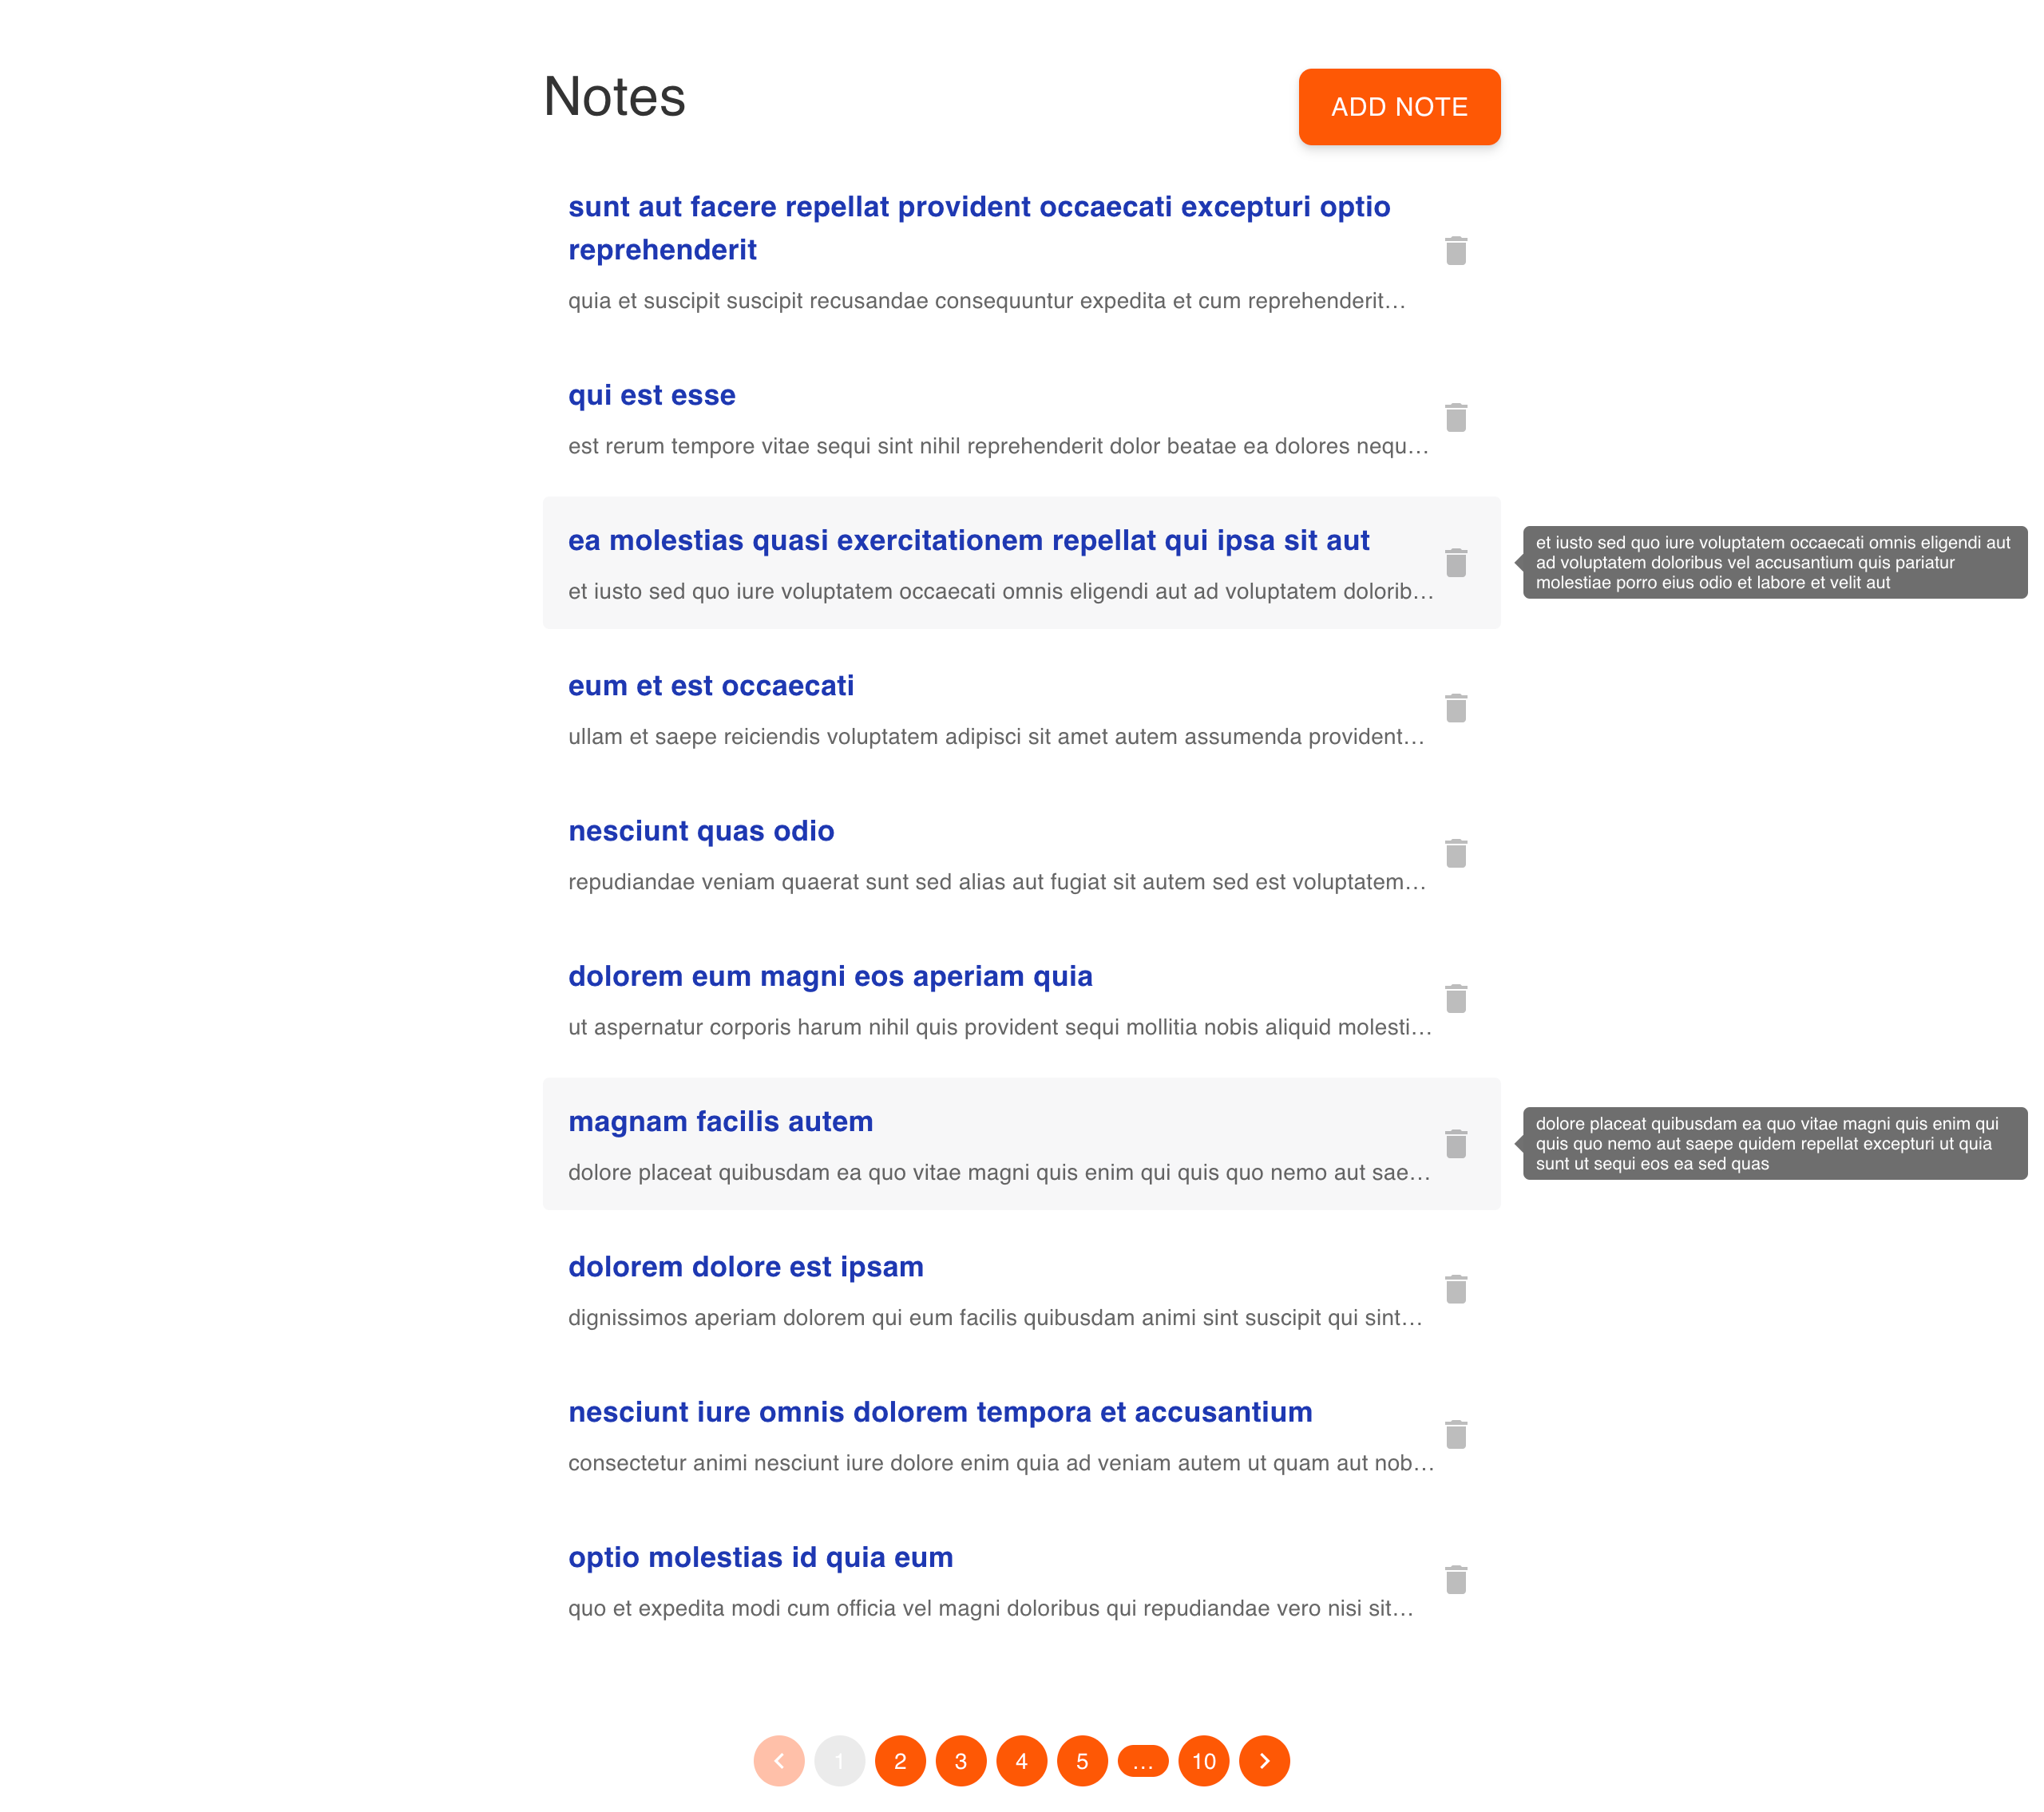 Notes
ADD NOTE
sunt aut facere repellat provident occaecati excepturi optio
reprehenderit
quia et suscipit suscipit recusandae consequuntur expedita et cum reprehenderit…
qui est esse
est rerum tempore vitae sequi sint nihil reprehenderit dolor beatae ea dolores nequ…
ea molestias quasi exercitationem repellat qui ipsa sit aut
et iusto sed quo iure voluptatem occaecati omnis eligendi aut ad voluptatem dolorib…
et iusto sed quo iure voluptatem occaecati omnis eligendi aut
ad voluptatem doloribus vel accusantium quis pariatur
molestiae porro eius odio et labore et velit aut
eum et est occaecati
ullam et saepe reiciendis voluptatem adipisci sit amet autem assumenda provident…
nesciunt quas odio
repudiandae veniam quaerat sunt sed alias aut fugiat sit autem sed est voluptatem…
dolorem eum magni eos aperiam quia
ut aspernatur corporis harum nihil quis provident sequi mollitia nobis aliquid molesti…
magnam facilis autem
dolore placeat quibusdam ea quo vitae magni quis enim qui quis quo nemo aut sae…
dolore placeat quibusdam ea quo vitae magni quis enim qui
quis quo nemo aut saepe quidem repellat excepturi ut quia
sunt ut sequi eos ea sed quas
dolorem dolore est ipsam
dignissimos aperiam dolorem qui eum facilis quibusdam animi sint suscipit qui sint…
nesciunt iure omnis dolorem tempora et accusantium
consectetur animi nesciunt iure dolore enim quia ad veniam autem ut quam aut nob…
optio molestias id quia eum
quo et expedita modi cum officia vel magni doloribus qui repudiandae vero nisi sit…
1 2 3 4 5 … 10